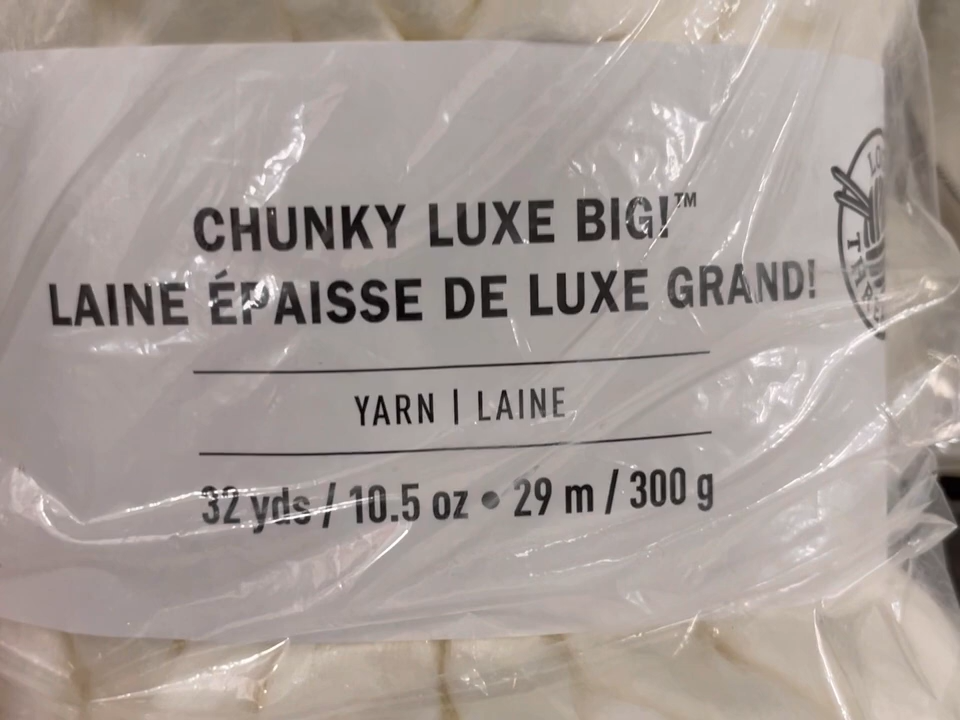 CHUNKY LUXE BIG!™
LAINE ÉPAISSE DE LUXE GRAND!
YARN | LAINE
32 yds / 10.5 oz • 29 m / 300 g